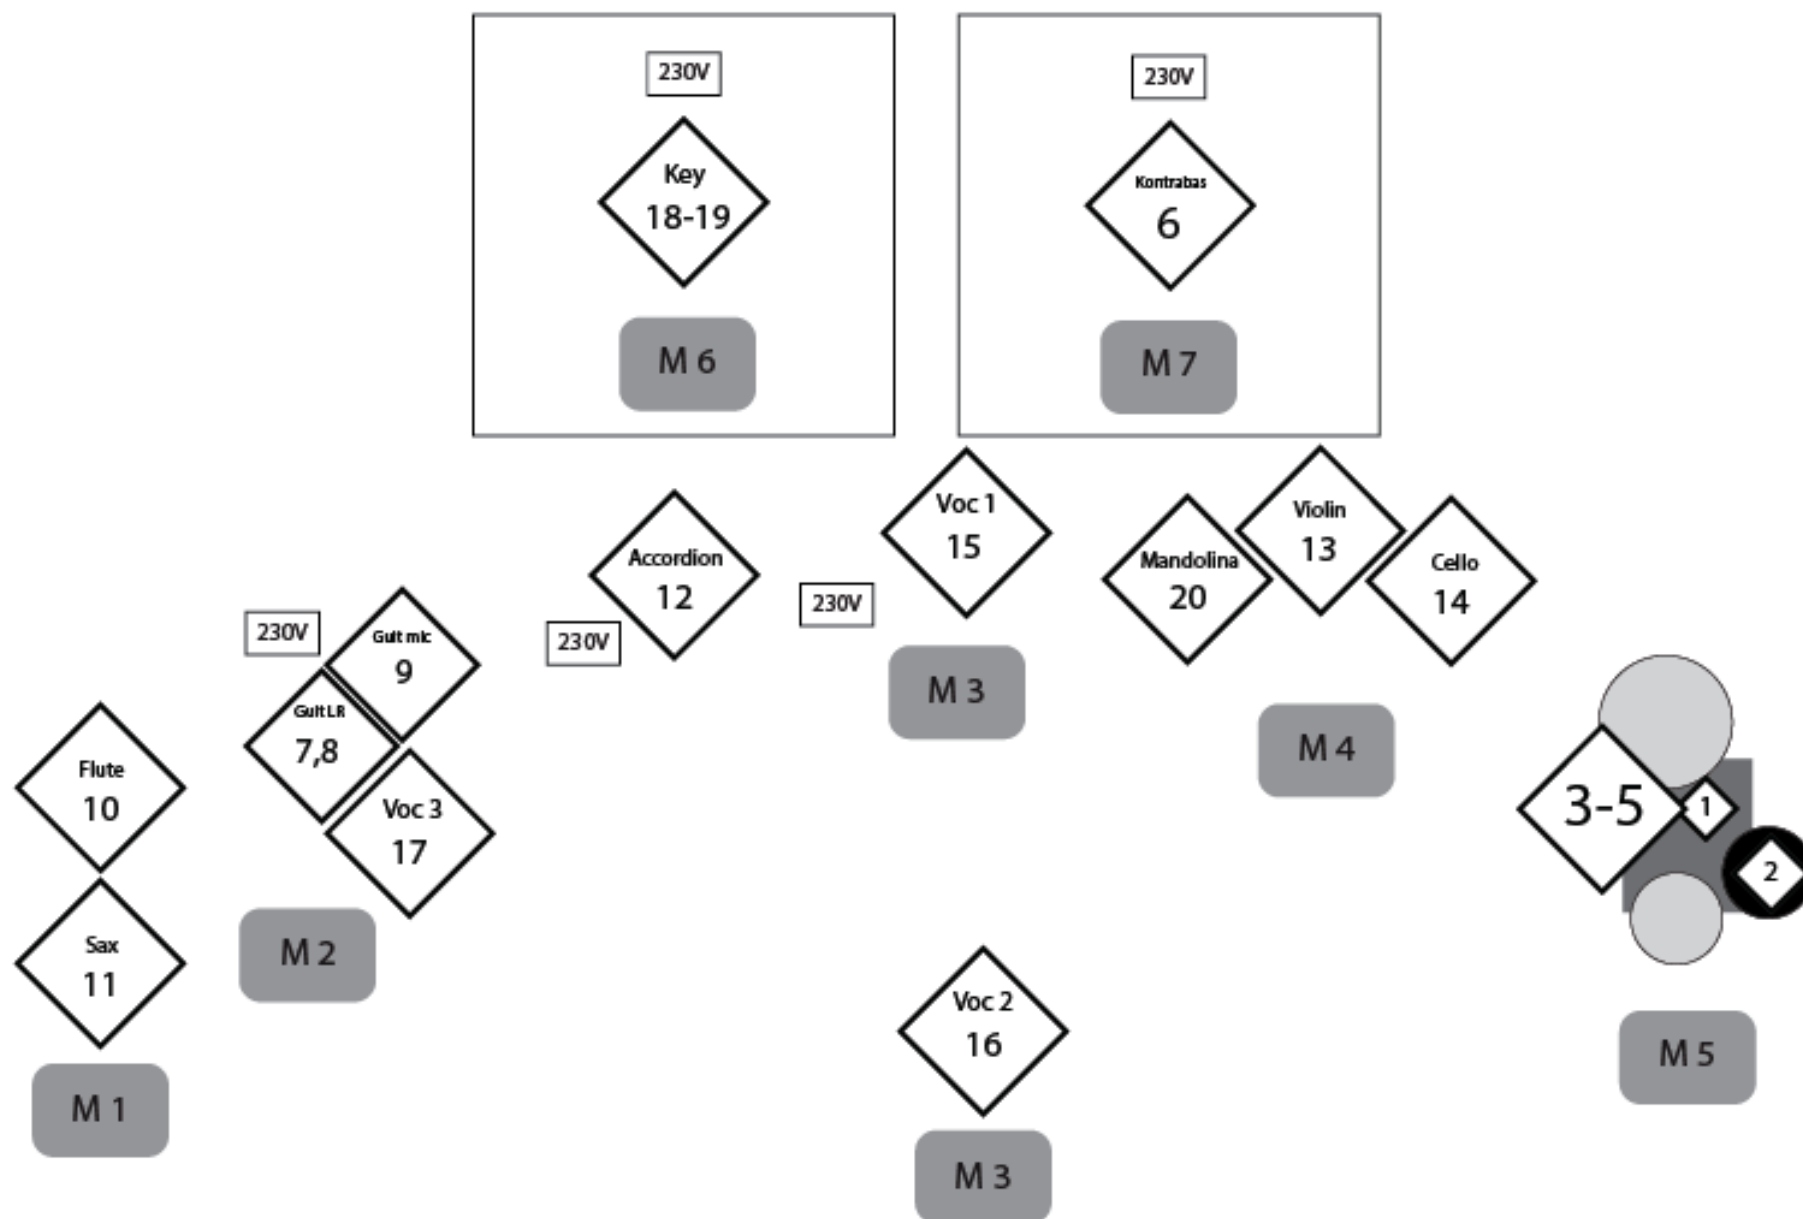 230V
Key
18-19
M 6
230V
Kontrabas
6
M 7
Voc 1
15
230V
M 3
Accordion
12
230V
Mandolina
20
Violin
13
Cello
14
M 4
230V
Guit mic
9
Guit LR
7,8
Voc 3
17
M 2
Flute
10
Sax
11
M 1
3-5
1
2
M 5
Voc 2
16
M 3